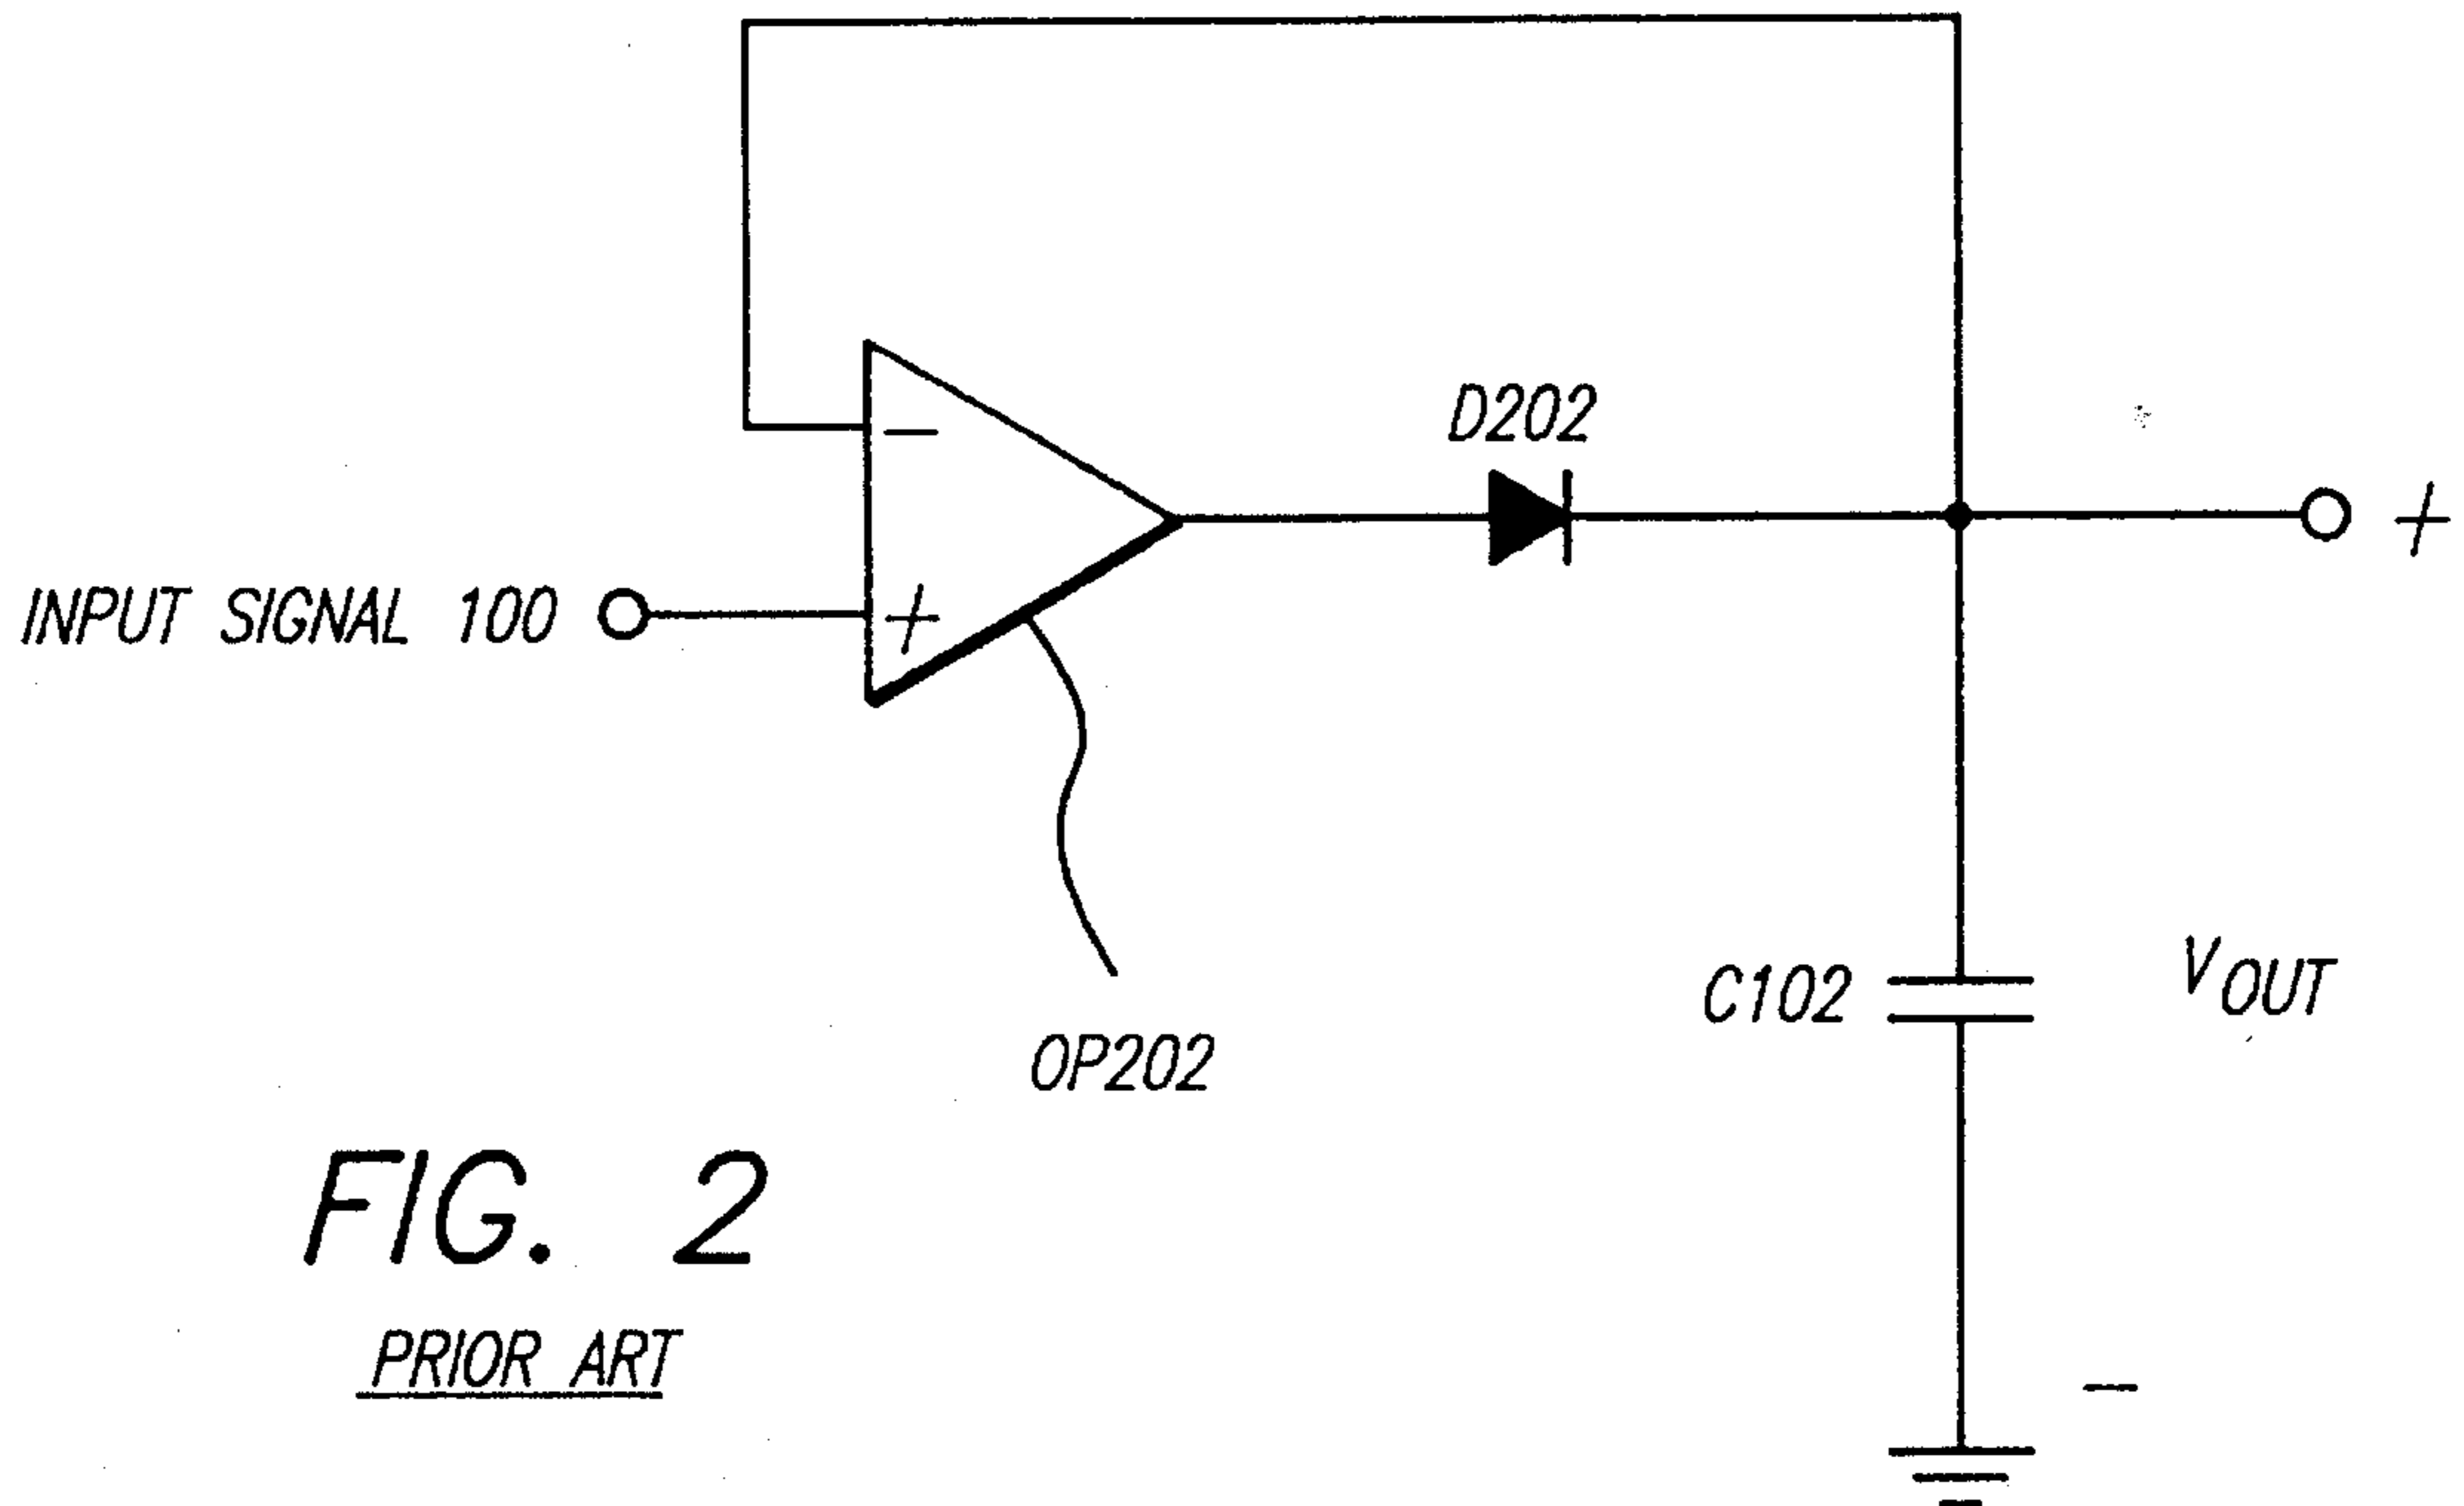 −
D202
+
INPUT SIGNAL 100
+
C102
VOUT
OP202
FIG. 2
PRIOR ART
−